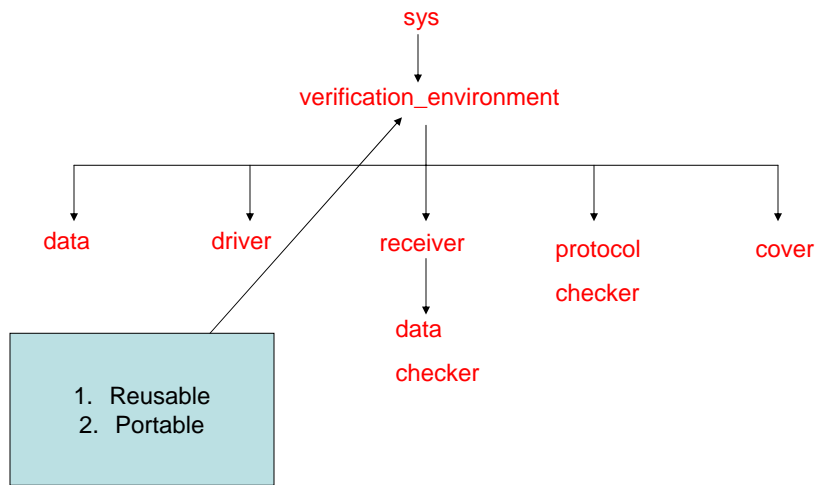 sys
verification_environment
data
driver
receiver
protocol
checker
cover
data
checker
1. Reusable
2. Portable